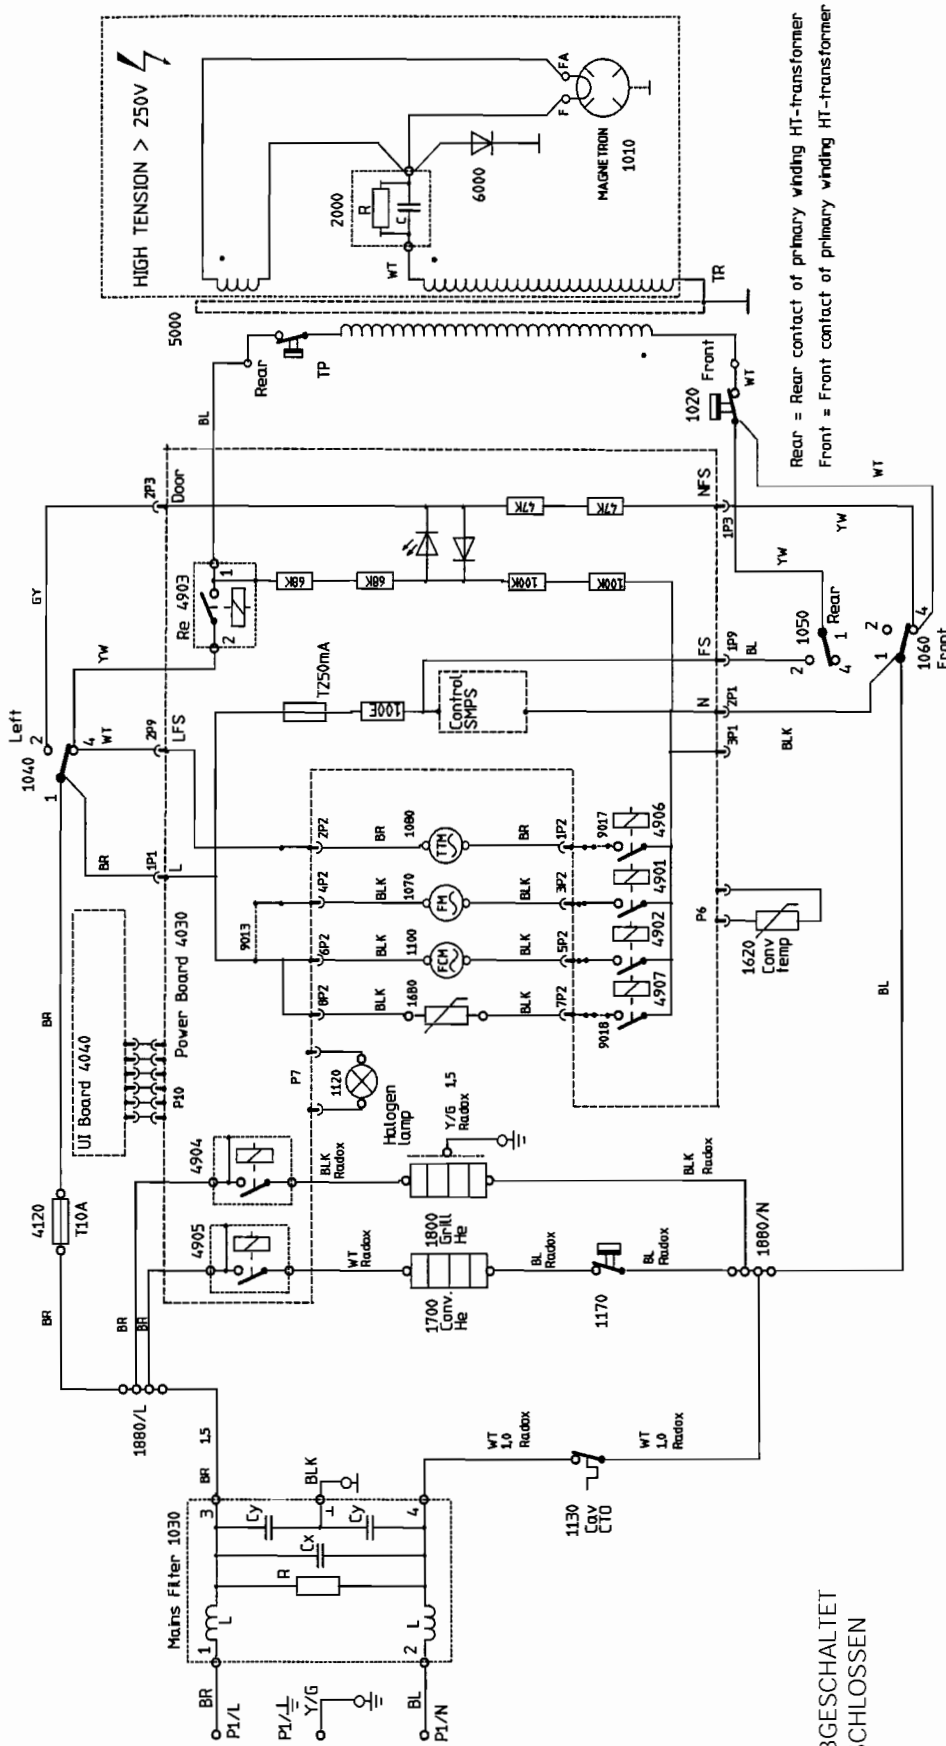 HIGH TENSION > 250V
FA
F
MAGNETRON
1010
2000
R
C
6000
WT
TR
5000
Rear
TP
BL
Front
WT
1020
Rear = Rear contact of primary winding HT-transformer
Front = Front contact of primary winding HT-transformer
2P3
Door
GY
Re 4903
1
2
YW
68K
68K
100K
100K
47K
47K
NFS
1P3
YW
WT
YW
1050
Rear
1
2
4
1060
Front
1
2
4
FS
1P9
BL
T250mA
100E
Control
SMPS
N
2P1
3P1
BLK
Left
1040
2
1
4
WT
2P9
LFS
BR
1P1
L
2P2
BR
1080
TTM
BR
1P2
9017
4906
4P2
BLK
1070
FM
BLK
3P2
4901
9013
6P2
BLK
1100
FCM
BLK
5P2
4902
8P2
BLK
1680
BLK
7P2
9018
4907
P6
1620
Conv
temp
BL
BR
UI Board 4040
P10
Power Board 4030
P7
1120
Halogen
lamp
4904
BLK
Radox
1800
Grill
He
Y/G 1,5
Radox
BLK
Radox
4905
WT
Radox
1700
Conv.
He
BL
Radox
1170
BL
Radox
1880/N
4120
T10A
BR
BR
BR
1880/L
1,5
BR
BLK
Mains Filter 1030
3
Cy
Cx
Cy
R
L
L
1
2
4
BR
P1/L
P1/
Y/G
BL
P1/N
WT
1,0
Radox
1130
Cav
CTO
WT
1,0
Radox
BGESCHALTET
SCHLOSSEN